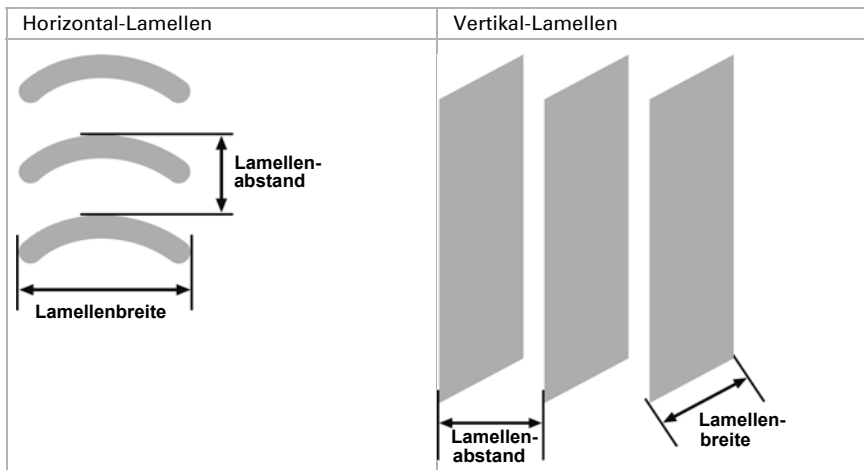 Horizontal-Lamellen
Vertikal-Lamellen
Lamellen-
abstand
Lamellenbreite
Lamellen-
abstand
Lamellen-
breite